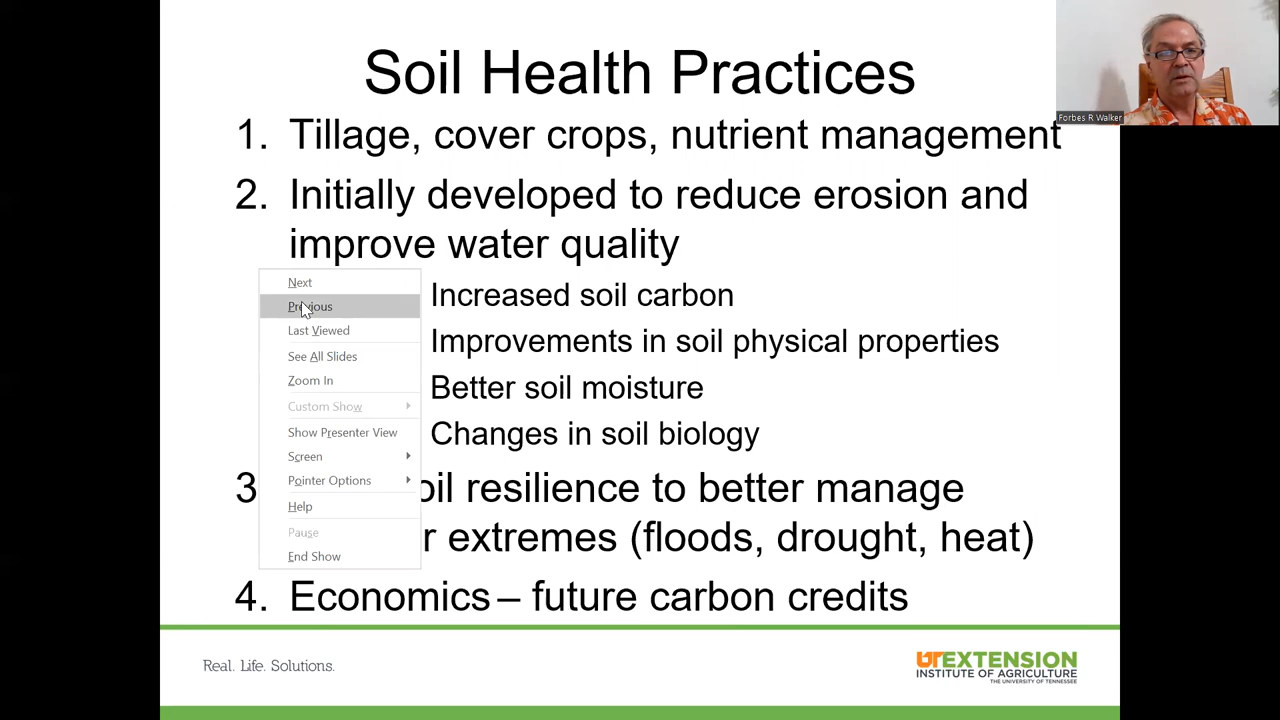 Soil Health Practices
Forbes R Walker
1. Tillage, cover crops, nutrient management
2. Initially developed to reduce erosion and
improve water quality
Increased soil carbon
Improvements in soil physical properties
Better soil moisture
Changes in soil biology
3
oil resilience to better manage
r extremes (floods, drought, heat)
4. Economics – future carbon credits
Next
Previous
Last Viewed
See All Slides
Zoom In
Custom Show
Show Presenter View
Screen
Pointer Options
Help
Pause
End Show
Real. Life. Solutions.
UT EXTENSION
INSTITUTE OF AGRICULTURE
THE UNIVERSITY OF TENNESSEE